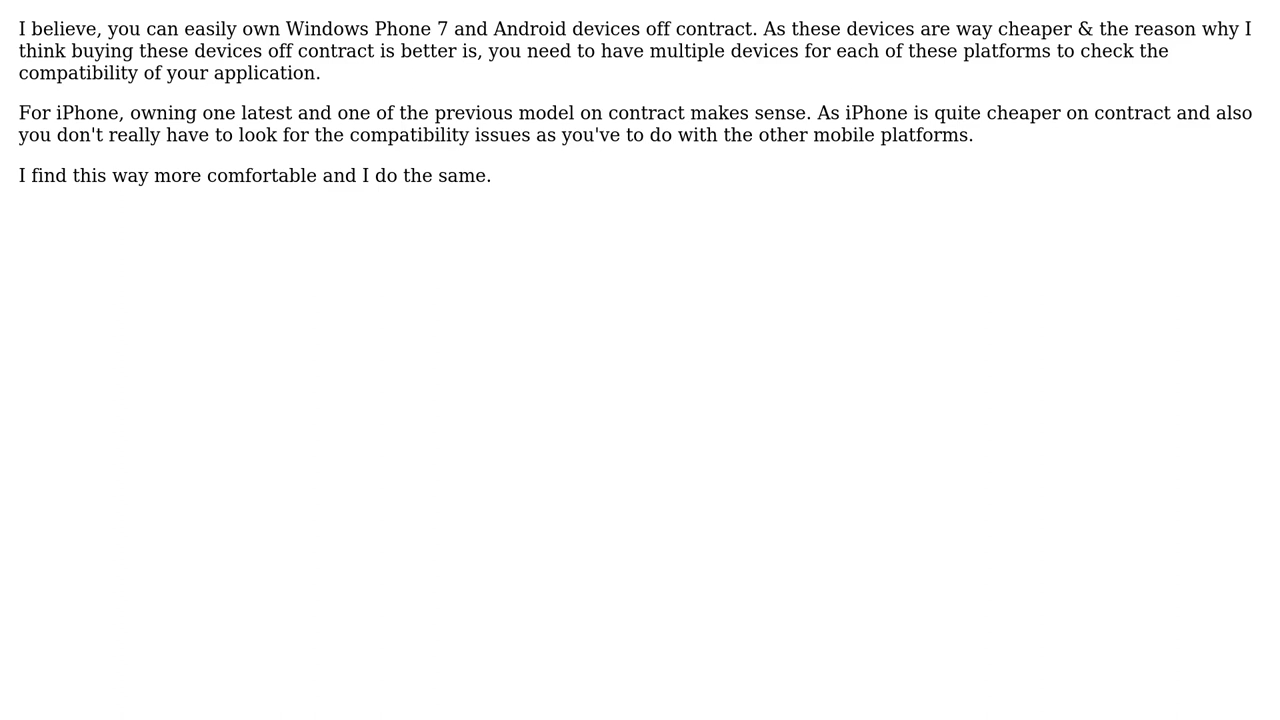 I believe, you can easily own Windows Phone 7 and Android devices off contract. As these devices are way cheaper & the reason why I
think buying these devices off contract is better is, you need to have multiple devices for each of these platforms to check the
compatibility of your application.
For iPhone, owning one latest and one of the previous model on contract makes sense. As iPhone is quite cheaper on contract and also
you don't really have to look for the compatibility issues as you've to do with the other mobile platforms.
I find this way more comfortable and I do the same.